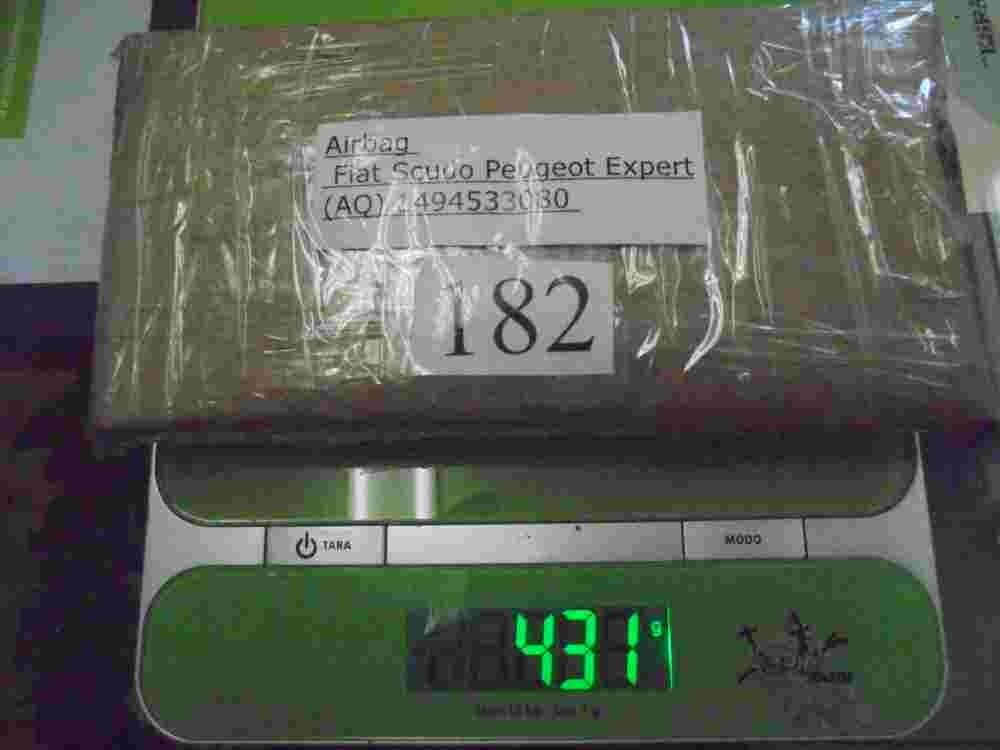 Airbag
Fiat Scudo Peugeot Expert
(AQ) 1494533080
182
TARA
MODO
431 g